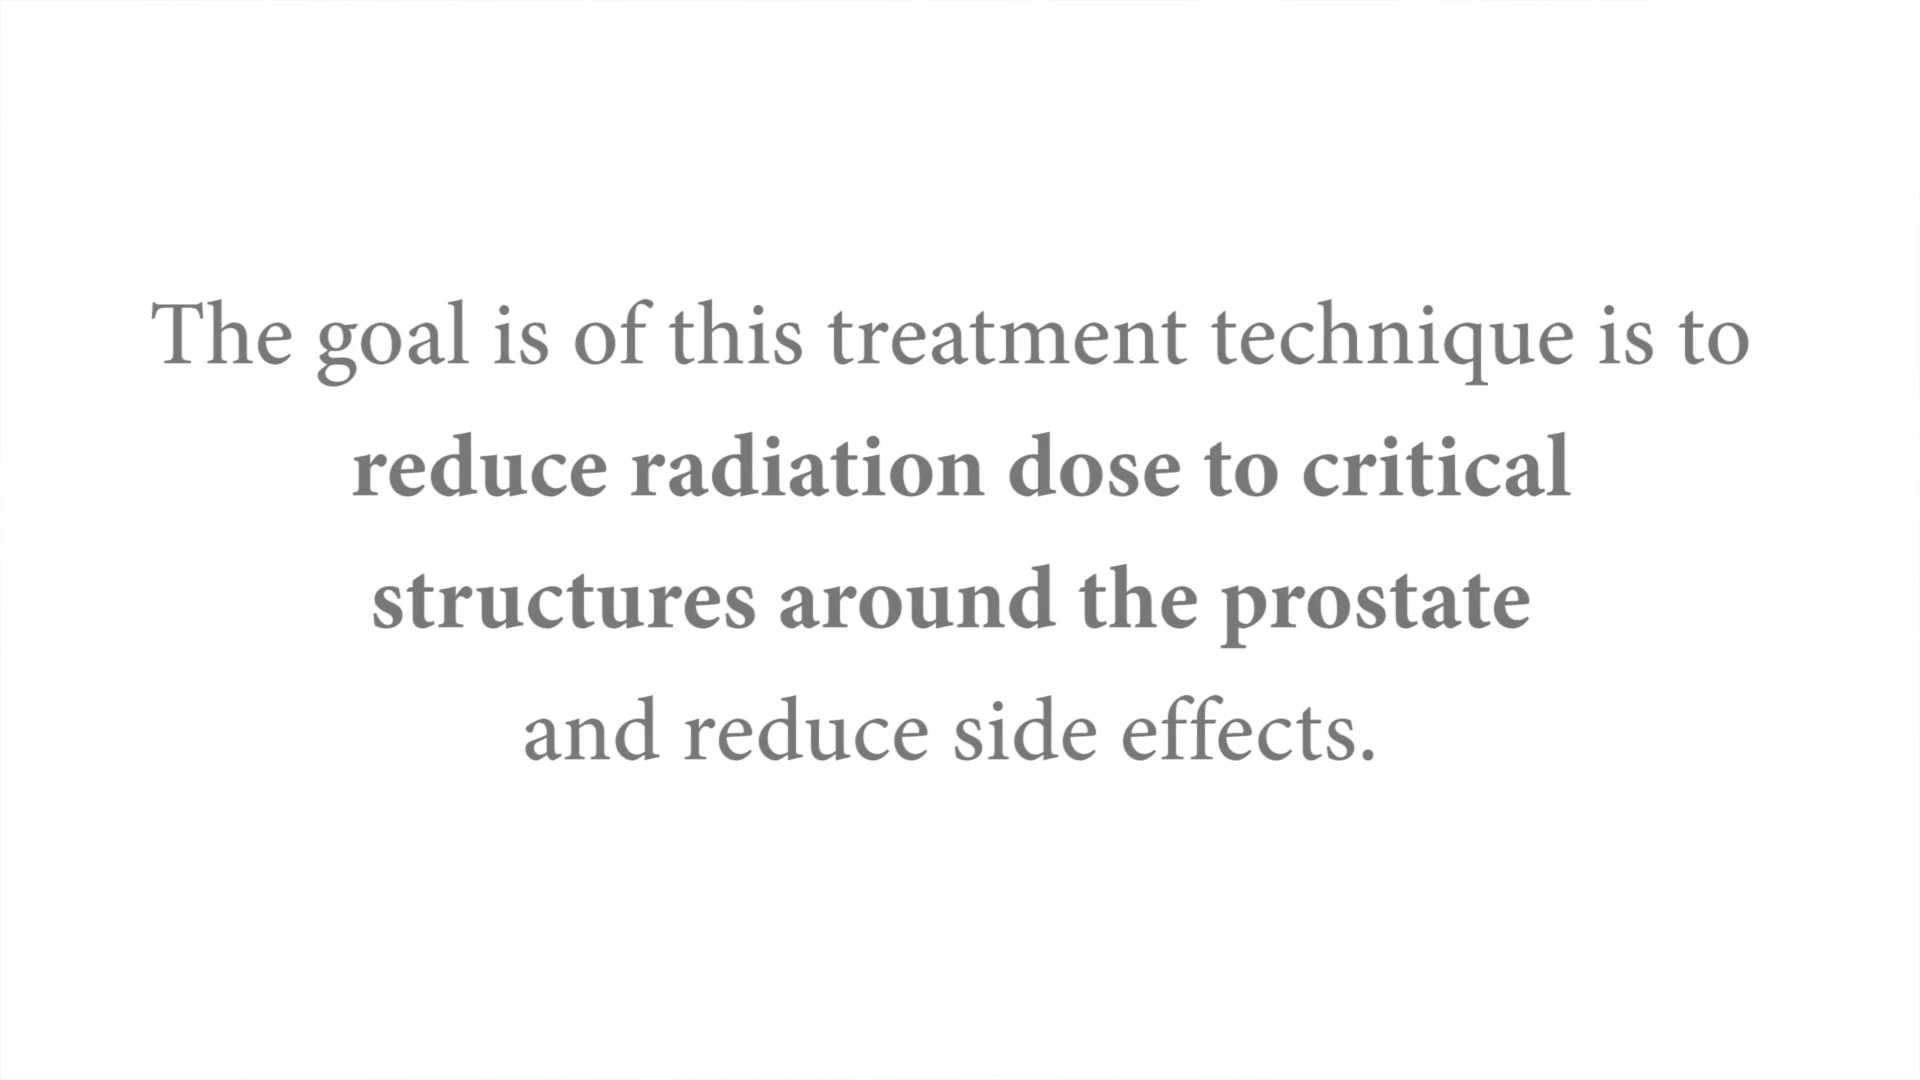 The goal is of this treatment technique is to
reduce radiation dose to critical
structures around the prostate
and reduce side effects.